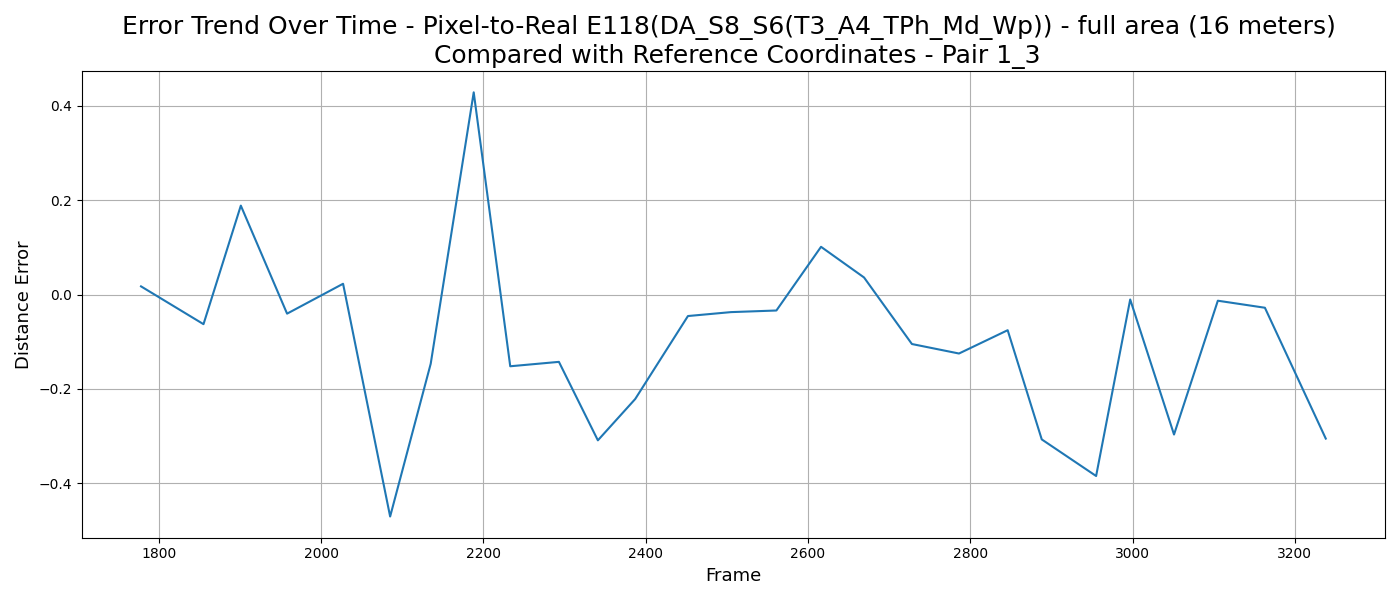 Error Trend Over Time - Pixel-to-Real E118(DA_S8_S6(T3_A4_TPh_Md_Wp)) - full area (16 meters)
Compared with Reference Coordinates - Pair 1_3
Distance Error
0.4
0.2
0.0
−0.2
−0.4
1800 2000 2200 2400 2600 2800 3000 3200
Frame